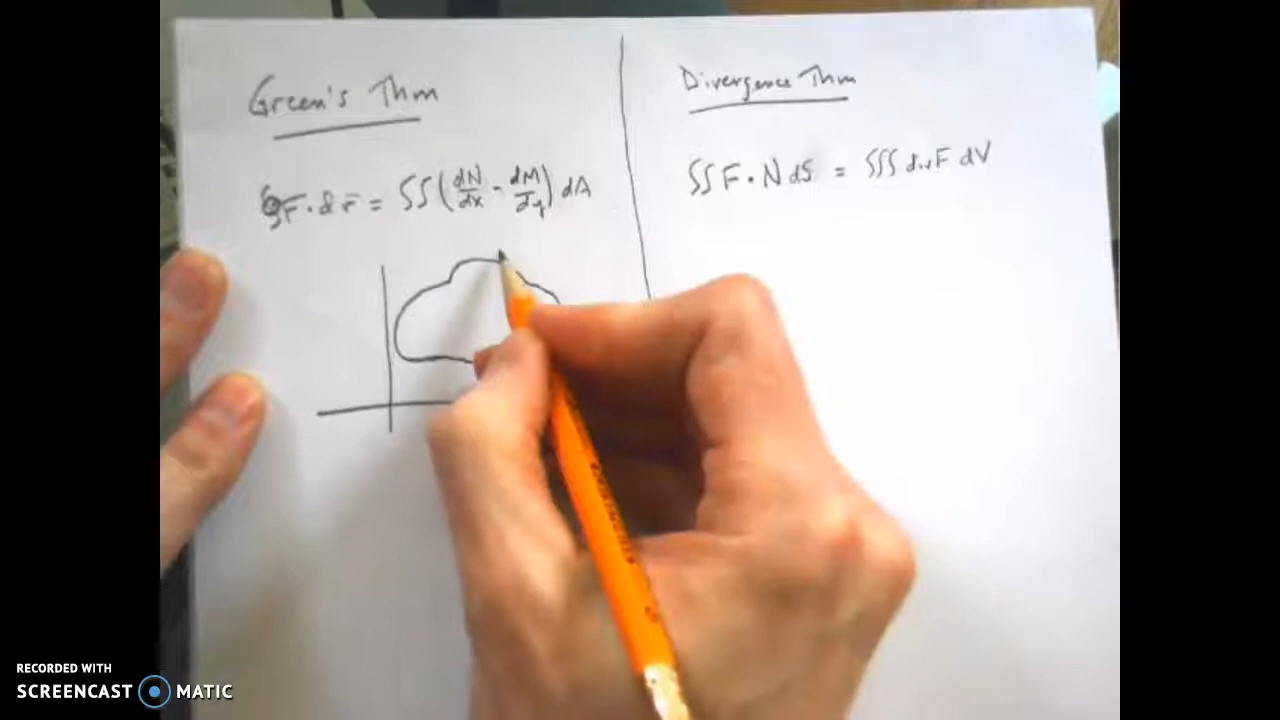 Green's Thm
∮F · dr̄ = ∫∫(dN/dx - dM/dy) dA
Divergence Thm
∫∫F · N dS = ∫∫∫ div F dV
RECORDED WITH
SCREENCAST MATIC